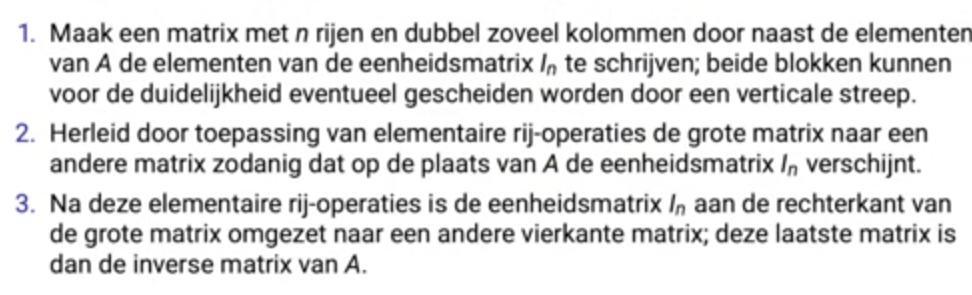 1. Maak een matrix met n rijen en dubbel zoveel kolommen door naast de elementen
van A de elementen van de eenheidsmatrix Iₙ te schrijven; beide blokken kunnen
voor de duidelijkheid eventueel gescheiden worden door een verticale streep.
2. Herleid door toepassing van elementaire rij-operaties de grote matrix naar een
andere matrix zodanig dat op de plaats van A de eenheidsmatrix Iₙ verschijnt.
3. Na deze elementaire rij-operaties is de eenheidsmatrix Iₙ aan de rechterkant van
de grote matrix omgezet naar een andere vierkante matrix; deze laatste matrix is
dan de inverse matrix van A.